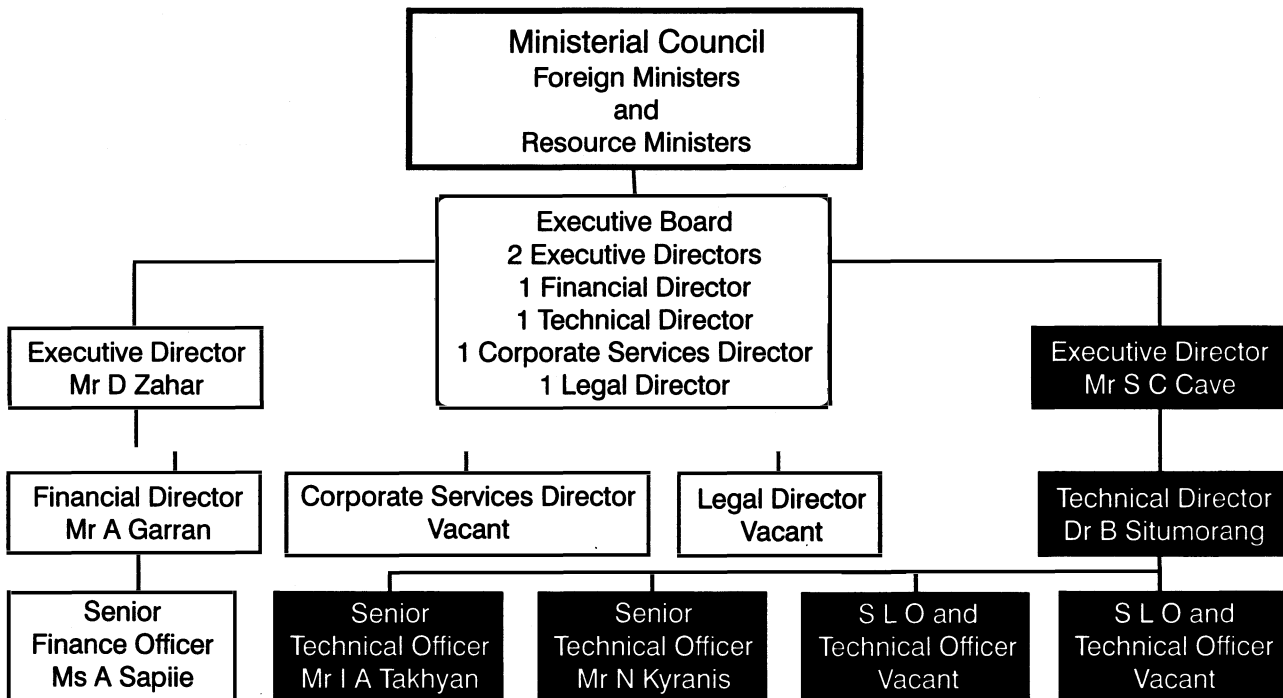 Ministerial Council
Foreign Ministers
and
Resource Ministers
Executive Board
2 Executive Directors
1 Financial Director
1 Technical Director
1 Corporate Services Director
1 Legal Director
Executive Director
Mr D Zahar
Executive Director
Mr S C Cave
Financial Director
Mr A Garran
Corporate Services Director
Vacant
Legal Director
Vacant
Technical Director
Dr B Situmorang
Senior
Finance Officer
Ms A Sapiie
Senior
Technical Officer
Mr I A Takhyan
Senior
Technical Officer
Mr N Kyranis
S L O and
Technical Officer
Vacant
S L O and
Technical Officer
Vacant